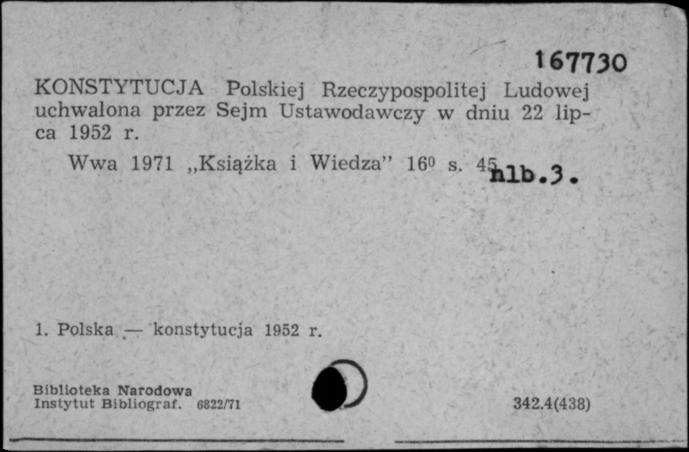 167730
KONSTYTUCJA Polskiej Rzeczypospolitej Ludowej
uchwalona przez Sejm Ustawodawczy w dniu 22 lip-
ca 1952 r.
Wwa 1971 „Książka i Wiedza” 16⁰ s. 45 nlb.3.
1. Polska — konstytucja 1952 r.
Biblioteka Narodowa
Instytut Bibliograf. 6822/71 342.4(438)